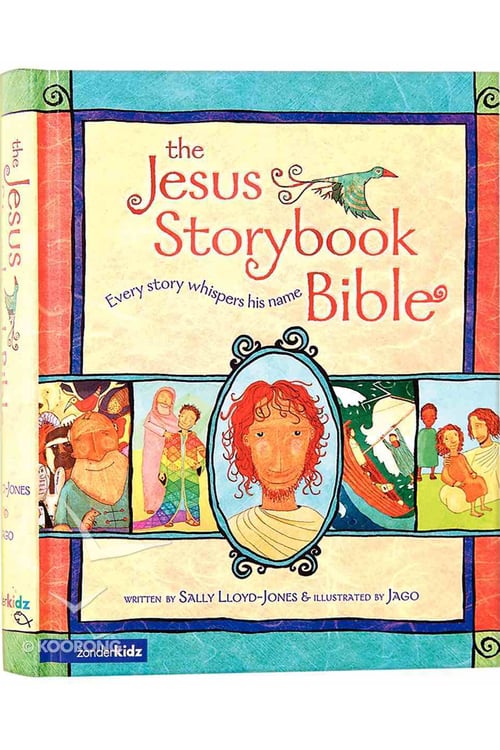 the
Jesus
Storybook
Every story whispers his name
Bible
WRITTEN BY SALLY LLOYD-JONES & ILLUSTRATED BY JAGO
zonderkidz
the
Jesus
-JONES
JAGO
kidz
© KOORONG